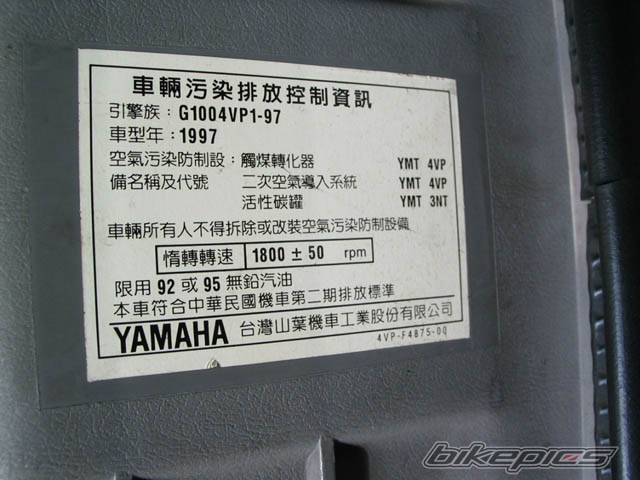 車輛污染排放控制資訊
引擎族：G1004VP1-97
車型年：1997
空氣污染防制設：觸煤轉化器 YMT 4VP
備名稱及代號 二次空氣導入系統 YMT 4VP
活性碳罐 YMT 3NT
車輛所有人不得拆除或改裝空氣污染防制設備
惰轉轉速 1800 ± 50 rpm
限用 92 或 95 無鉛汽油
本車符合中華民國機車第二期排放標準
YAMAHA 台灣山葉機車工業股份有限公司
4VP-F4875-00
bikepics